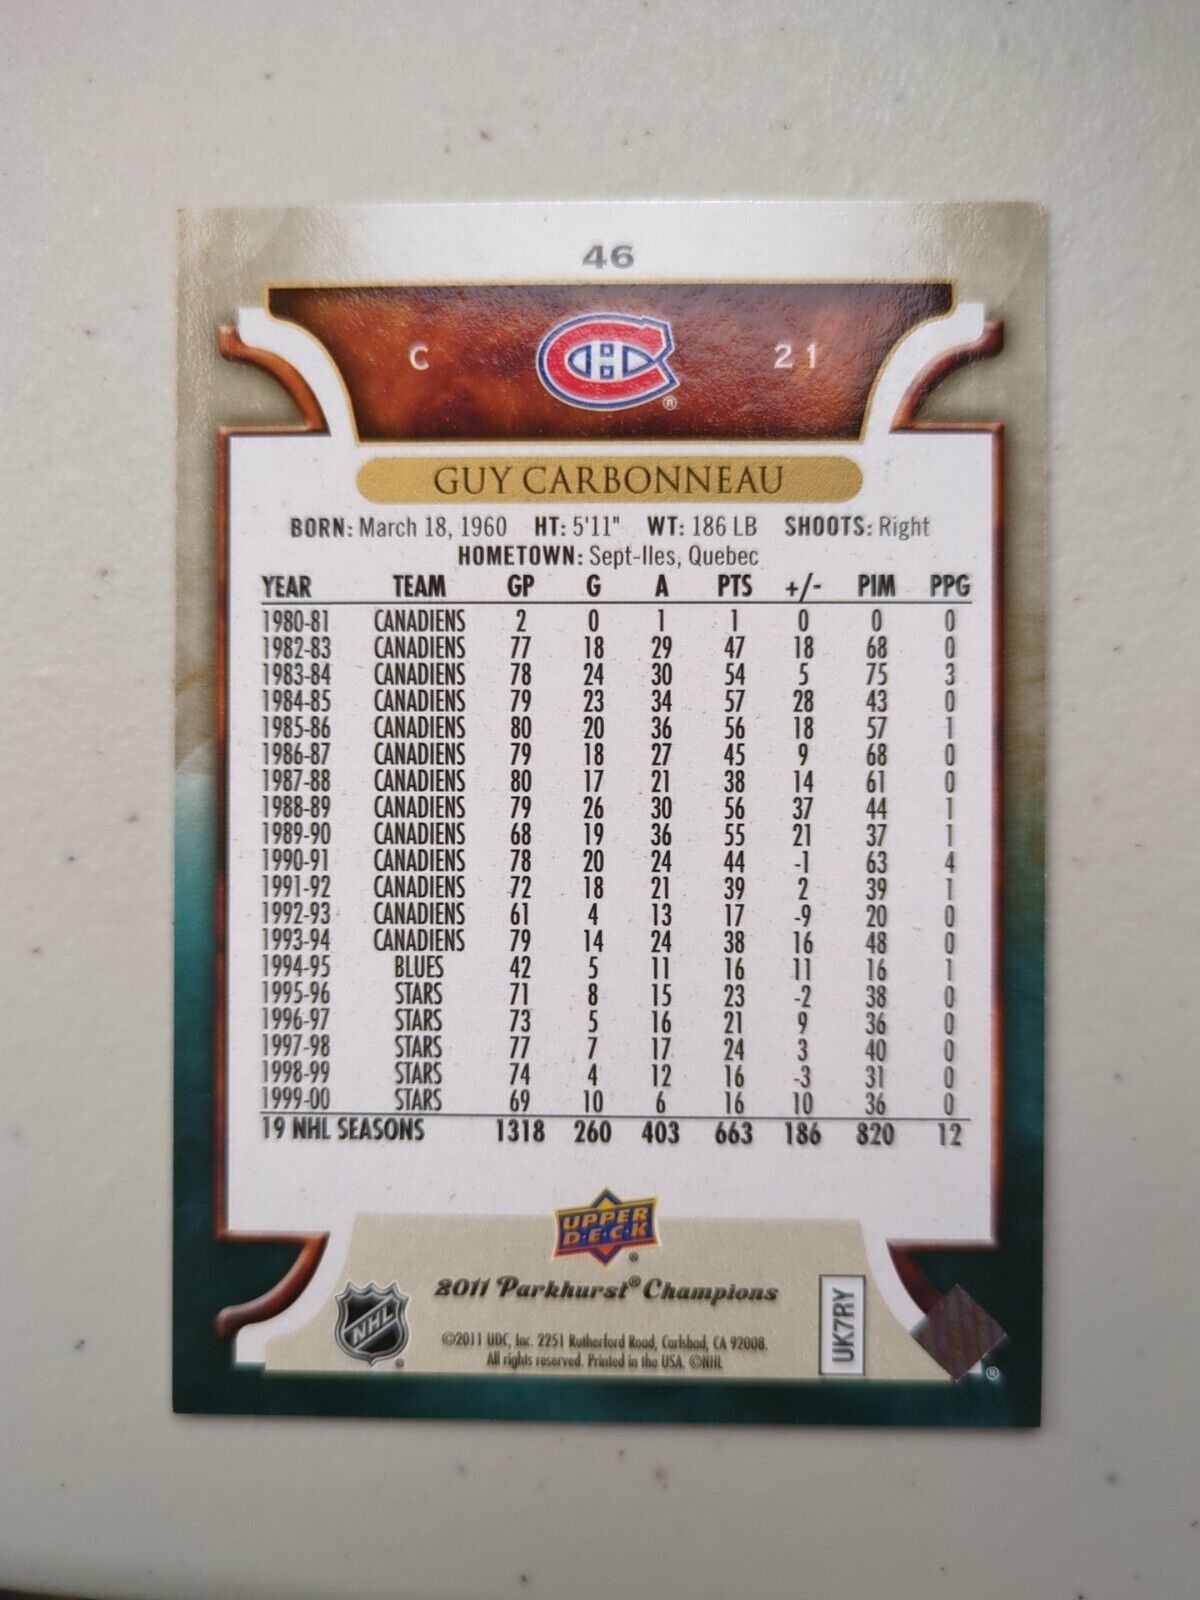 46
C 21
®
GUY CARBONNEAU
BORN: March 18, 1960 HT: 5'11" WT: 186 LB SHOOTS: Right
HOMETOWN: Sept-Iles, Quebec
YEAR TEAM GP G A PTS +/- PIM PPG
1980-81 CANADIENS 2 0 1 1 0 0 0
1982-83 CANADIENS 77 18 29 47 18 68 0
1983-84 CANADIENS 78 24 30 54 5 75 3
1984-85 CANADIENS 79 23 34 57 28 43 0
1985-86 CANADIENS 80 20 36 56 18 57 1
1986-87 CANADIENS 79 18 27 45 9 68 0
1987-88 CANADIENS 80 17 21 38 14 61 0
1988-89 CANADIENS 79 26 30 56 37 44 1
1989-90 CANADIENS 68 19 36 55 21 37 1
1990-91 CANADIENS 78 20 24 44 -1 63 4
1991-92 CANADIENS 72 18 21 39 2 39 1
1992-93 CANADIENS 61 4 13 17 -9 20 0
1993-94 CANADIENS 79 14 24 38 16 48 0
1994-95 BLUES 42 5 11 16 11 16 1
1995-96 STARS 71 8 15 23 -2 38 0
1996-97 STARS 73 5 16 21 9 36 0
1997-98 STARS 77 7 17 24 3 40 0
1998-99 STARS 74 4 12 16 -3 31 0
1999-00 STARS 69 10 6 16 10 36 0
19 NHL SEASONS 1318 260 403 663 186 820 12
UPPER
D·E·C·K
®
2011 Parkhurst® Champions
NHL
®
©2011 UDC, Inc. 2251 Rutherford Road, Carlsbad, CA 92008.
All rights reserved. Printed in the USA. ©NHL
UK7RY
®